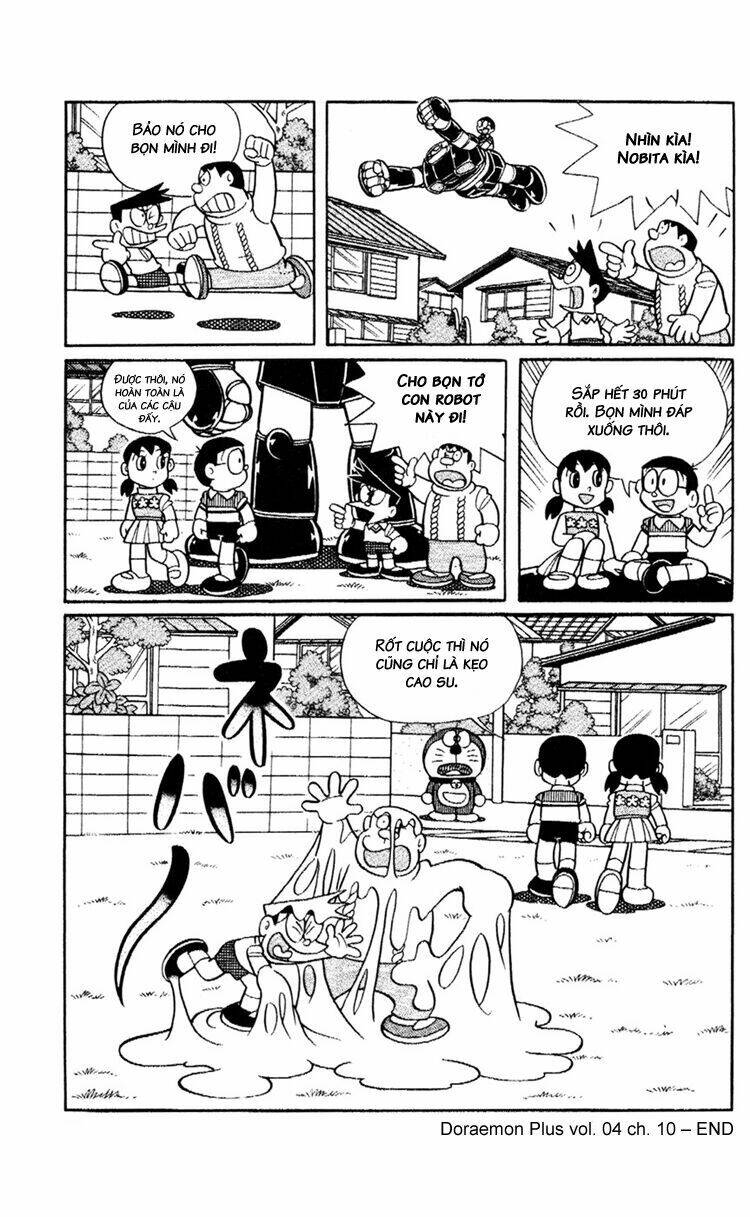 NHÌN KÌA!
NOBITA KÌA!
BẢO NÓ CHO
BỌN MÌNH ĐI!
SẮP HẾT 30 PHÚT
RỒI. BỌN MÌNH ĐÁP
XUỐNG THÔI.
CHO BỌN TỚ
CON ROBOT
NÀY ĐI!
ĐƯỢC THÔI, NÓ
HOÀN TOÀN LÀ
CỦA CÁC CẬU
ĐẤY.
RỐT CUỘC THÌ NÓ
CŨNG CHỈ LÀ KẸO
CAO SU.
ネバーッ
Doraemon Plus vol. 04 ch. 10 – END